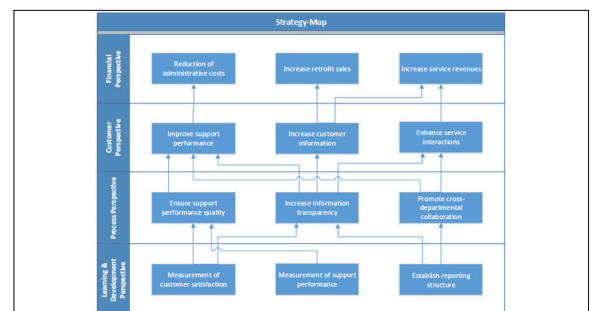 Strategy-Map
Financial
Perspective
Reduction of
administrative costs
Increase retrofit sales
Increase service revenues
Customer
Perspective
Improve support
performance
Increase customer
information
Enhance service
interactions
Process Perspective
Ensure support
performance quality
Increase information
transparency
Promote cross-
departmental
collaboration
Learning &
Development
Perspective
Measurement of
customer satisfaction
Measurement of support
performance
Establish reporting
structure